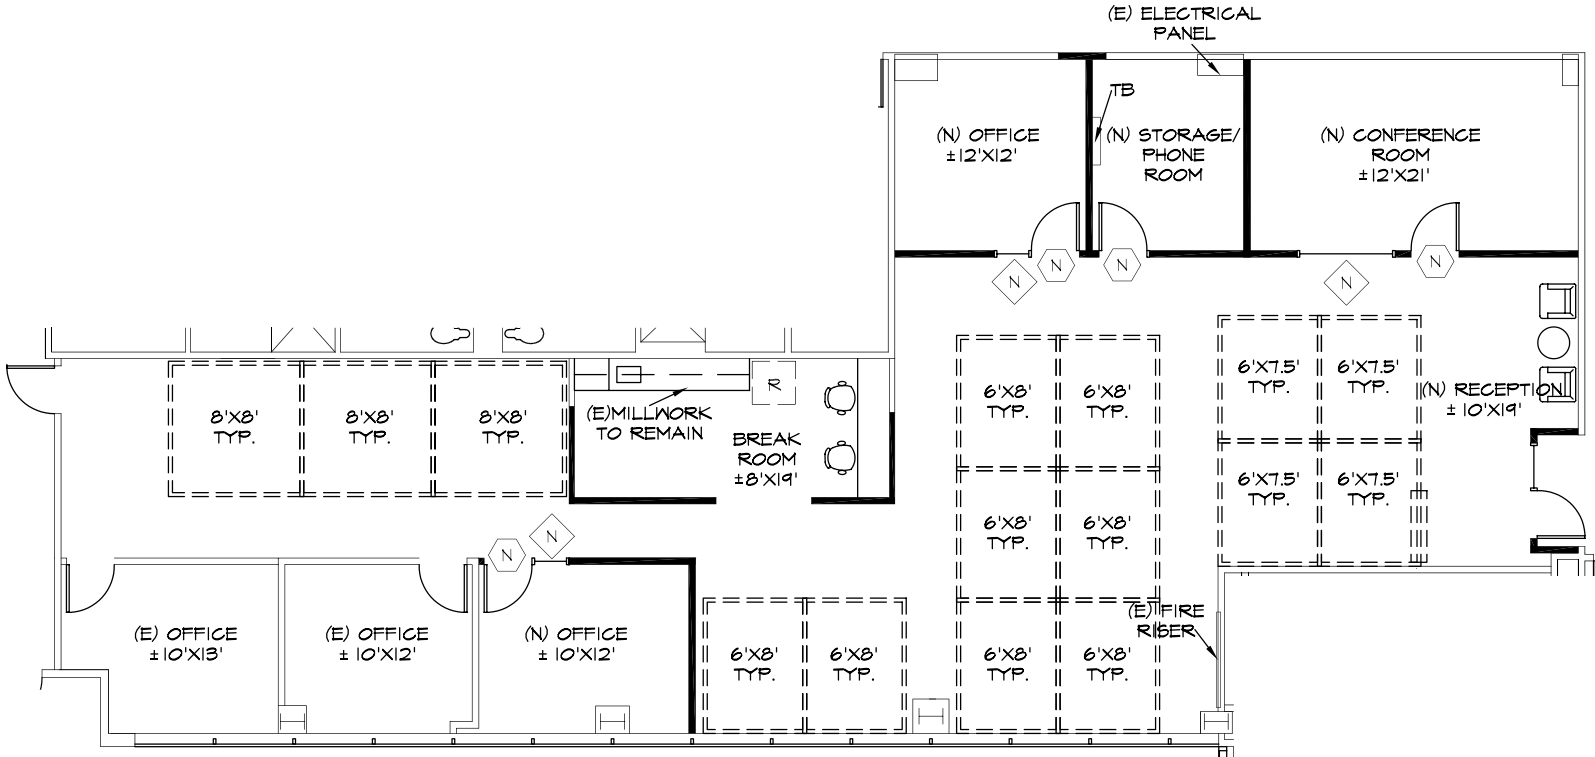 (E) ELECTRICAL
PANEL
TB
(N) OFFICE
±12'X12'
(N) STORAGE/
PHONE
ROOM
(N) CONFERENCE
ROOM
±12'X21'
N
N
N
N
N
8'X8'
TYP.
8'X8'
TYP.
8'X8'
TYP.
(E)MILLWORK
TO REMAIN
R
BREAK
ROOM
±8'X19'
6'X8'
TYP.
6'X8'
TYP.
6'X7.5'
TYP.
6'X7.5'
TYP.
(N) RECEPTION
±10'X19'
6'X7.5'
TYP.
6'X7.5'
TYP.
6'X8'
TYP.
6'X8'
TYP.
N
N
(E) OFFICE
±10'X13'
(E) OFFICE
±10'X12'
(N) OFFICE
±10'X12'
6'X8'
TYP.
6'X8'
TYP.
6'X8'
TYP.
6'X8'
TYP.
(E) FIRE
RISER